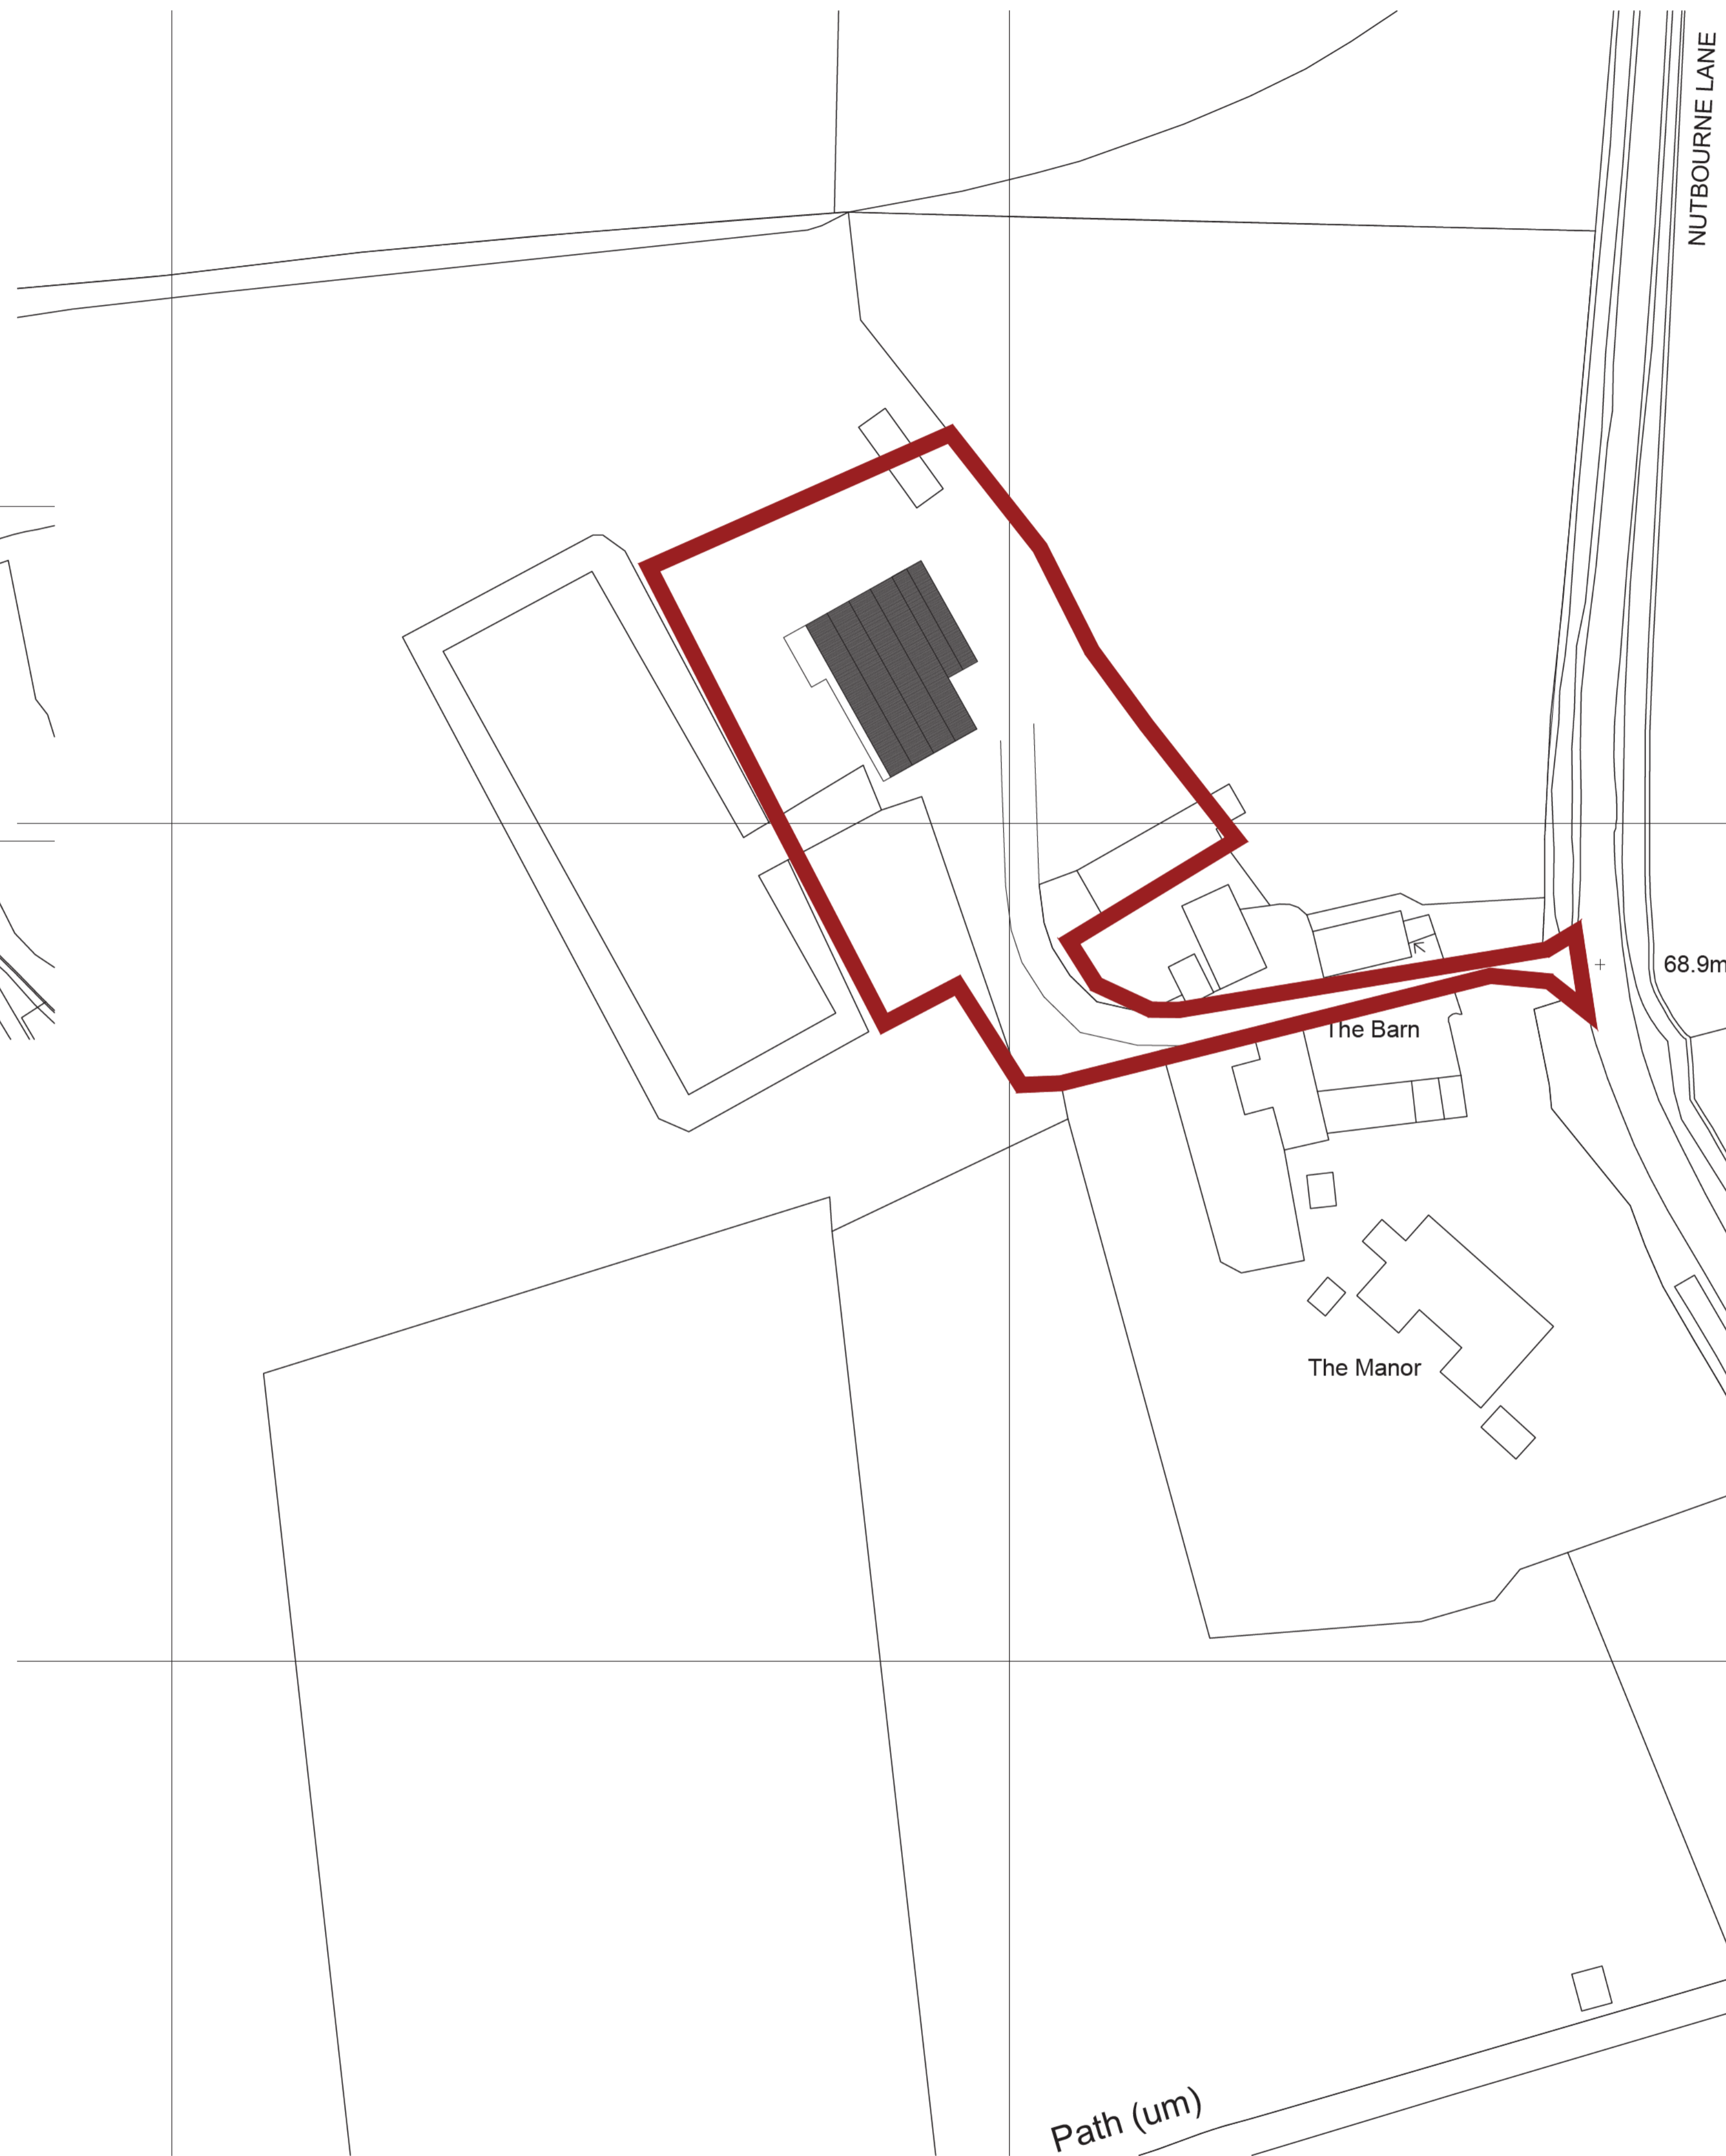 NUTBOURNE LANE
68.9m
The Barn
The Manor
Path (um)